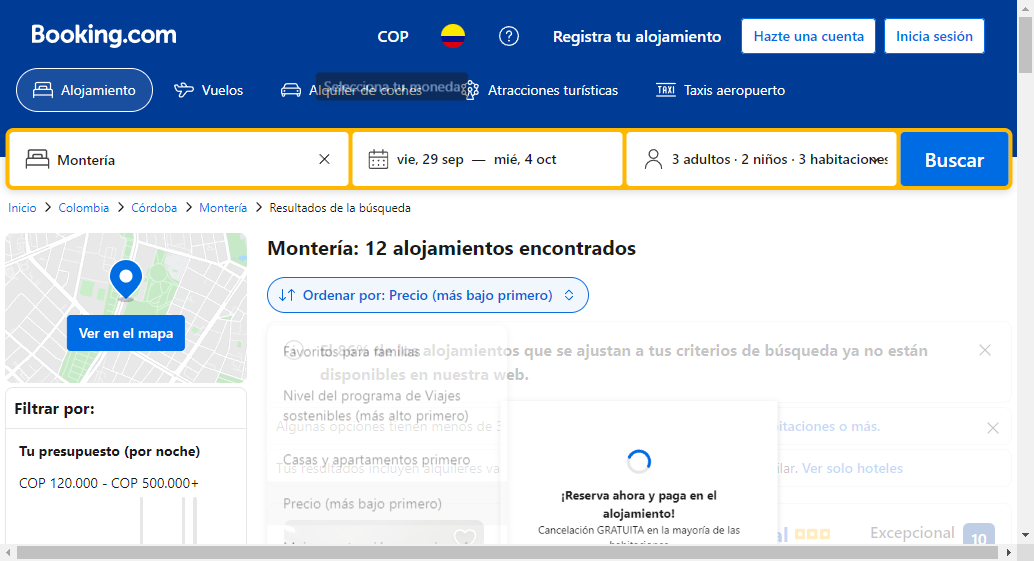 Booking.com
COP
Registra tu alojamiento
Hazte una cuenta
Inicia sesión
Alojamiento
Vuelos
Alquiler de coches
Selecciona tu moneda
Atracciones turísticas
TAXI
Taxis aeropuerto
Montería
vie, 29 sep — mié, 4 oct
3 adultos · 2 niños · 3 habitaciones
Buscar
Inicio > Colombia > Córdoba > Montería > Resultados de la búsqueda
Montería: 12 alojamientos encontrados
Ordenar por: Precio (más bajo primero)
Ver en el mapa
Filtrar por:
Tu presupuesto (por noche)
COP 120.000 - COP 500.000+
El 86% de los alojamientos que se ajustan a tus criterios de búsqueda ya no están
disponibles en nuestra web.
Favoritos para familias
Nivel del programa de Viajes
sostenibles (más alto primero)
Casas y apartamentos primero
Precio (más bajo primero)
Algunas opciones tienen menos de 3
itaciones o más.
Tus resultados incluyen alquileres va
ilar. Ver solo hoteles
¡Reserva ahora y paga en el
alojamiento!
Cancelación GRATUITA en la mayoría de las
habitaciones
Excepcional
10